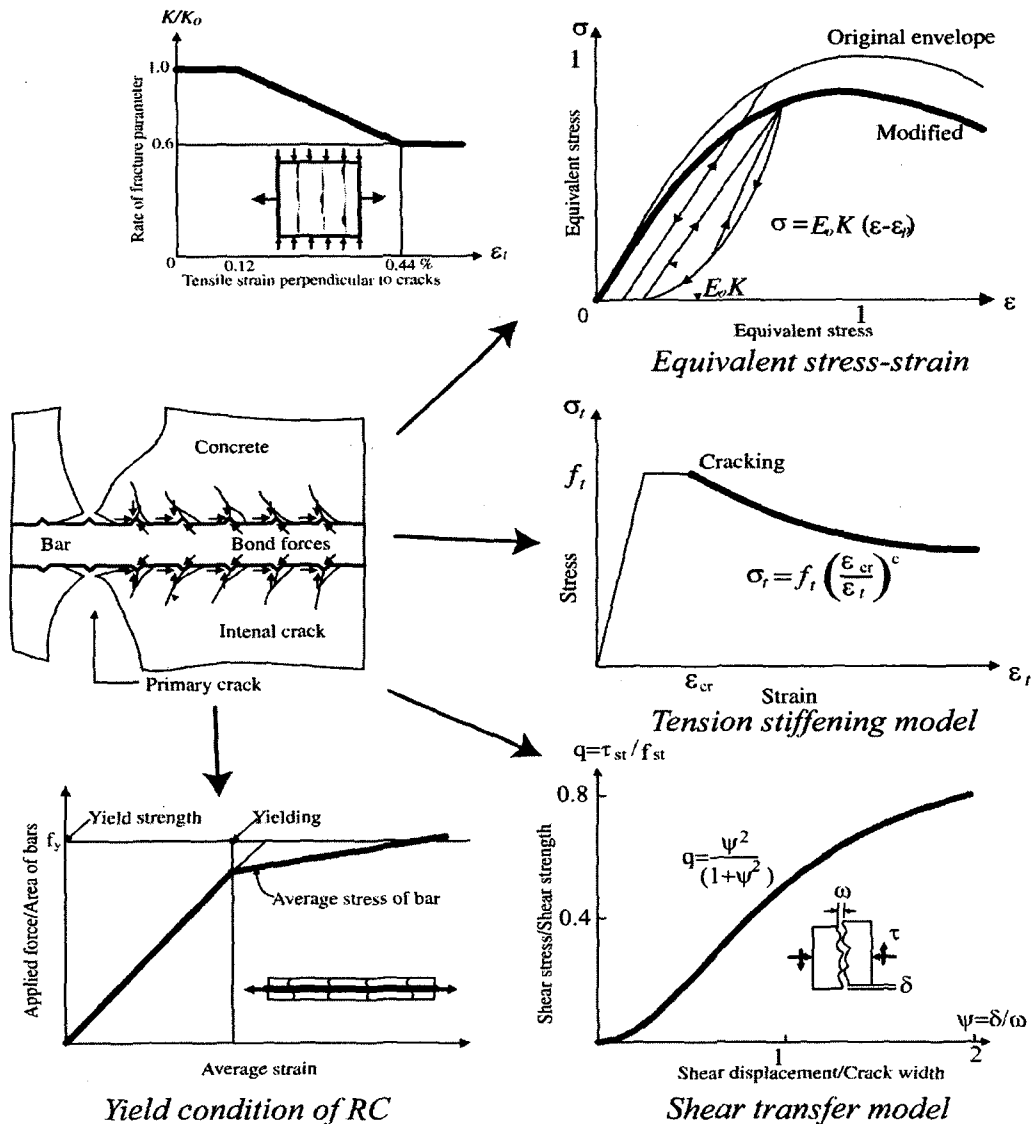 K/Ko
1.0
0.6
Rate of fracture parameter
0
0.12
0.44 %
εt
Tensile strain perpendicular to cracks
σ
1
Original envelope
Modified
Equivalent stress
σ = EoK (ε-εp)
EoK
0
1
ε
Equivalent stress
Equivalent stress-strain
Concrete
Bar
Bond forces
Intenal crack
Primary crack
σt
ft
Cracking
Stress
σt = ft (εcr/εt)^c
εcr
εt
Strain
Tension stiffening model
Yield strength
Yielding
fy
Average stress of bar
Applied force/Area of bars
Average strain
Yield condition of RC
q=τst/fst
0.8
0.4
Shear stress/Shear strength
q=ψ²/(1+ψ²)
ω
τ
δ
ψ=δ/ω
1
2
Shear displacement/Crack width
Shear transfer model